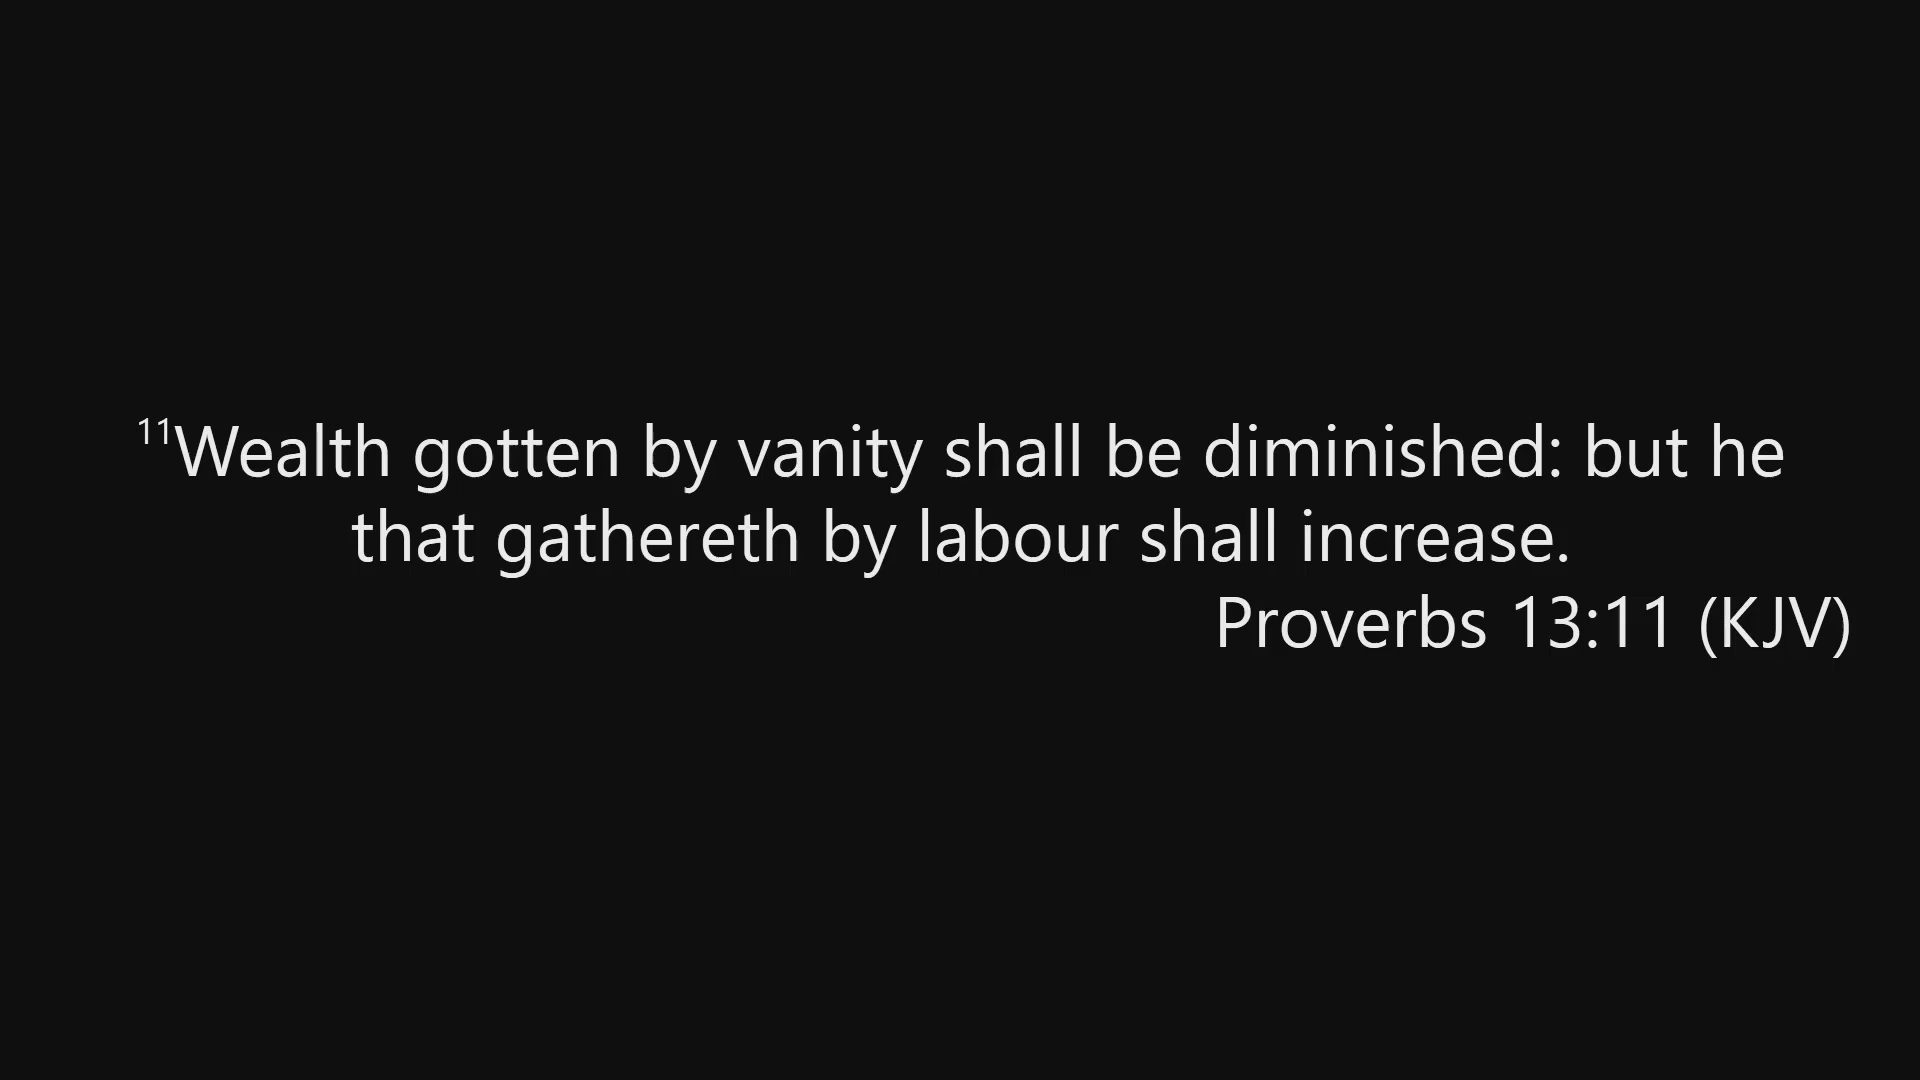 ¹¹Wealth gotten by vanity shall be diminished: but he
that gathereth by labour shall increase.
Proverbs 13:11 (KJV)